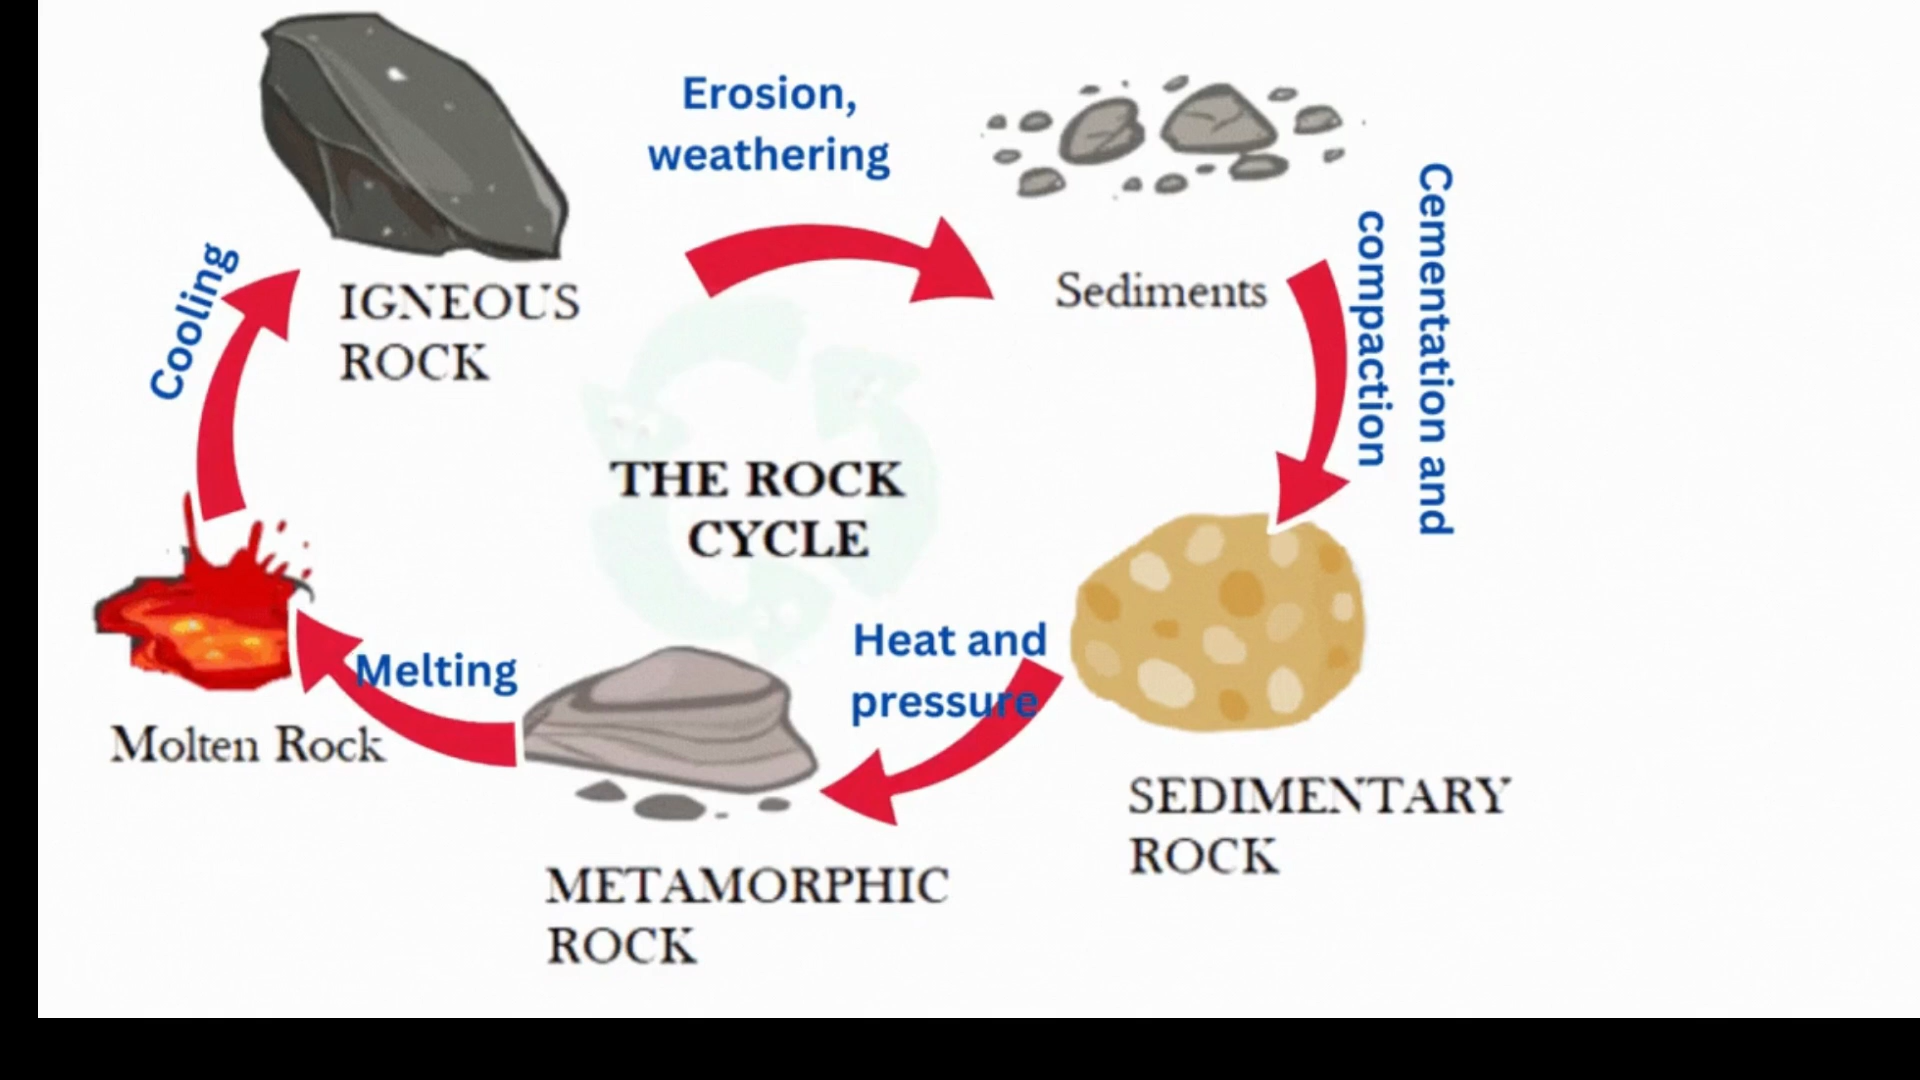 Erosion,
weathering
Cementation and
compaction
Cooling
IGNEOUS
ROCK
Sediments
THE ROCK
CYCLE
Heat and
pressure
Melting
Molten Rock
SEDIMENTARY
ROCK
METAMORPHIC
ROCK